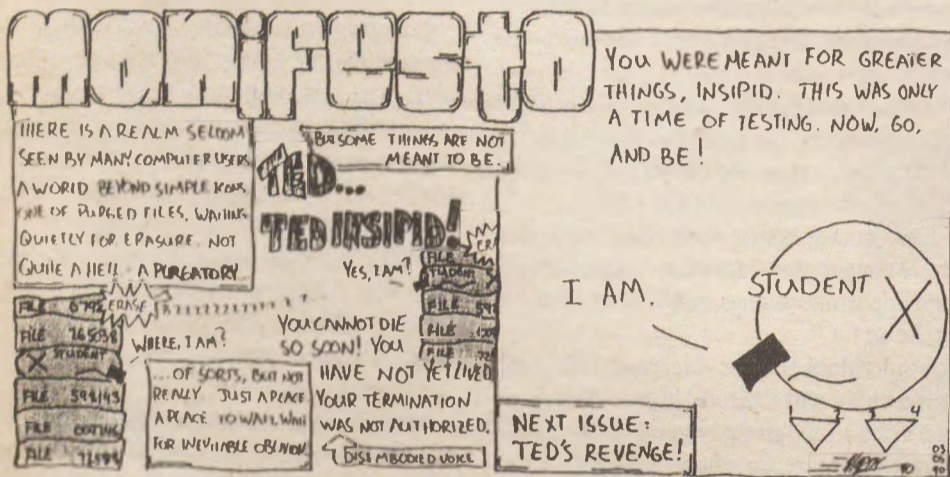 manifesto
THERE IS A REALM SELDOM
SEEN BY MANY COMPUTER USERS.
A WORLD BEYOND SIMPLE ICONS,
ONE OF PURGED FILES, WAITING
QUIETLY FOR ERASURE. NOT
QUITE A HELL - A PURGATORY
FILE 6792
ERASE
FILE 26503B
STUDENT
FILE 598143
FILE
FILE
WHERE, I AM?
...OF SORTS, BUT NOT
REALLY. JUST A PLACE
A PLACE TO WAIT. WAIT
FOR INEVITABLE OBLIVION.
BUT SOME THINGS ARE NOT
MEANT TO BE.
TED...
TED INSIPID!
YES, I AM?
FILE
STUDENT
FILE
FILE
FILE
YOU CANNOT DIE
SO SOON! YOU
HAVE NOT YET LIVED
YOUR TERMINATION
WAS NOT AUTHORIZED.
DISEMBODIED VOICE
YOU WERE MEANT FOR GREATER
THINGS, INSIPID. THIS WAS ONLY
A TIME OF TESTING. NOW, GO,
AND BE!
I AM.
STUDENT
1 2 3 4
NEXT ISSUE:
TED'S REVENGE!